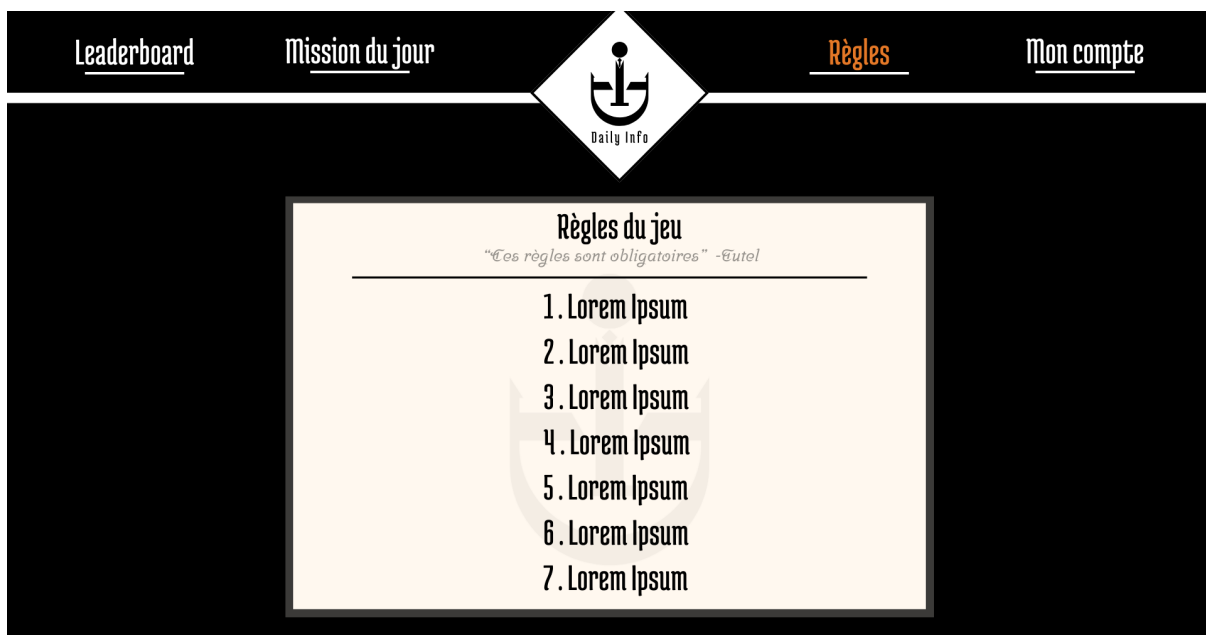 Leaderboard
Mission du jour
Daily Info
Règles
Mon compte
Règles du jeu
“Ces règles sont obligatoires” -Tutel
1. Lorem Ipsum
2. Lorem Ipsum
3. Lorem Ipsum
4. Lorem Ipsum
5. Lorem Ipsum
6. Lorem Ipsum
7. Lorem Ipsum